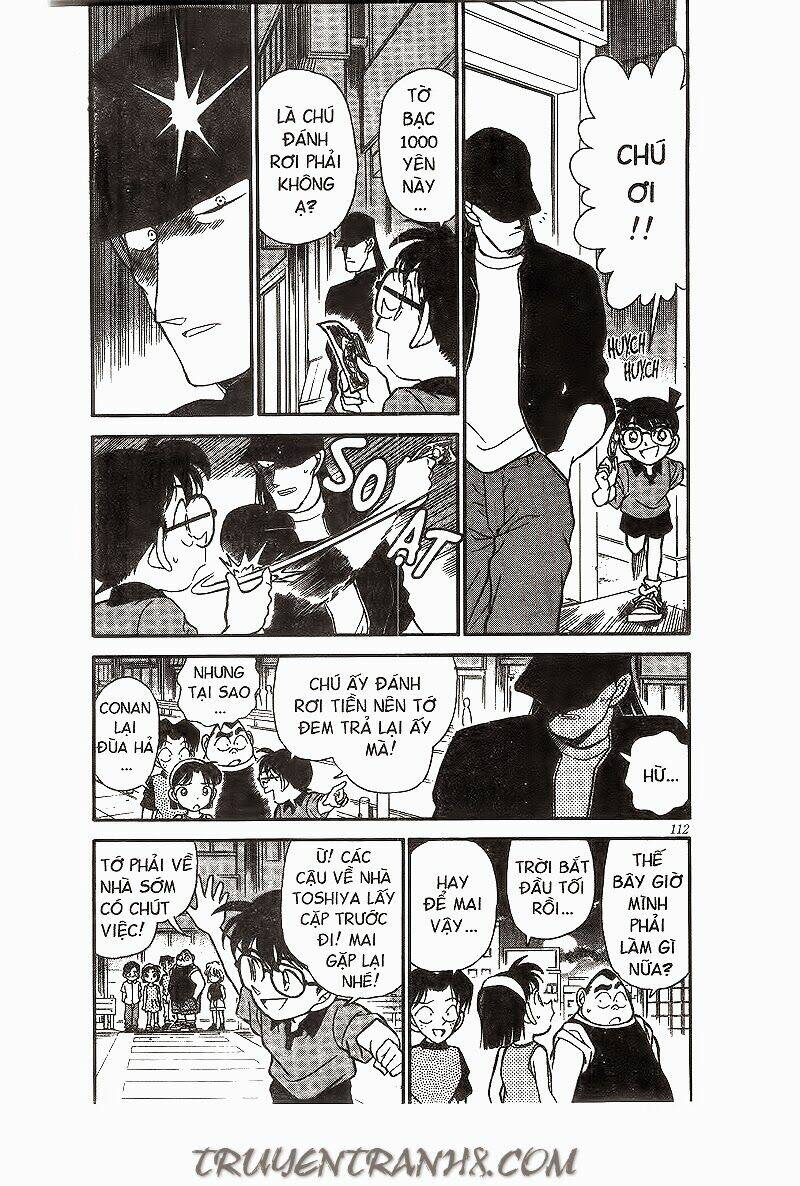 CHÚ
ƠI
!!
HUỴCH
HUỴCH
TỜ
BẠC
1000
YÊN
NÀY
...
LÀ CHÚ
ĐÁNH
RƠI PHẢI
KHÔNG
Ạ?
SOẠT
HỪ...
CHÚ ẤY ĐÁNH
RƠI TIỀN NÊN TỚ
ĐEM TRẢ LẠI ẤY
MÀ!
NHƯNG
TẠI SAO
...
CONAN
LẠI
ĐÙA HẢ
...
112
THẾ
BÂY GIỜ
MÌNH
PHẢI
LÀM GÌ
NỮA?
TRỜI BẮT
ĐẦU TỐI
RỒI...
HAY
ĐỂ MAI
VẬY...
Ừ! CÁC
CẬU VỀ NHÀ
TOSHIYA LẤY
CẶP TRƯỚC
ĐI! MAI
GẶP LẠI
NHÉ!
TỚ PHẢI VỀ
NHÀ SỚM
CÓ CHÚT
VIỆC!
TRUYENTRANH8.COM